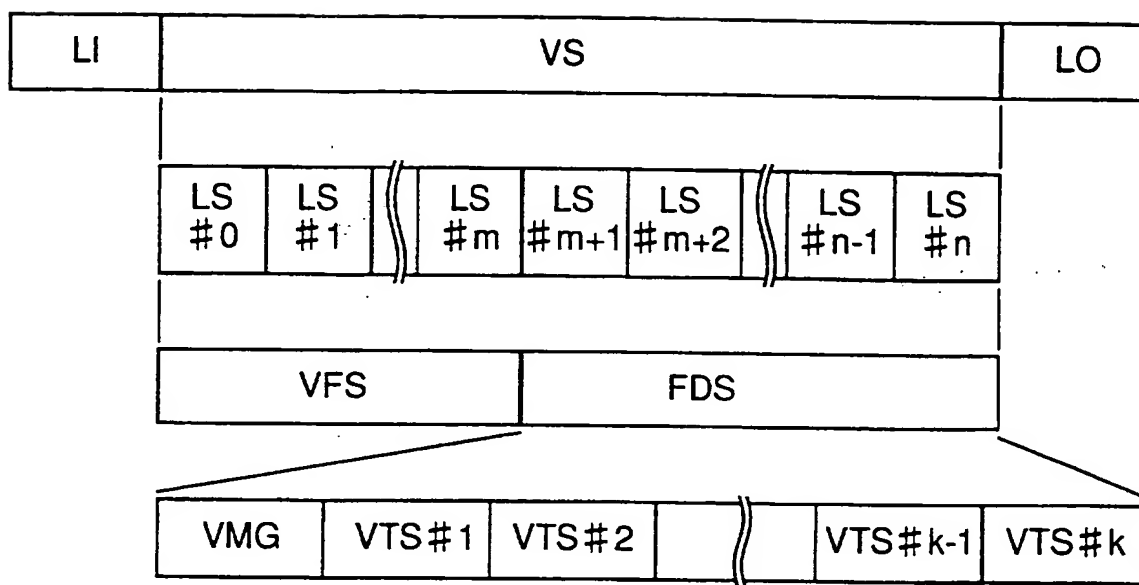 LI VS LO
LS LS LS LS LS LS LS
#0 #1 #m #m+1 #m+2 #n-1 #n
VFS FDS
VMG VTS#1 VTS#2 VTS#k-1 VTS#k